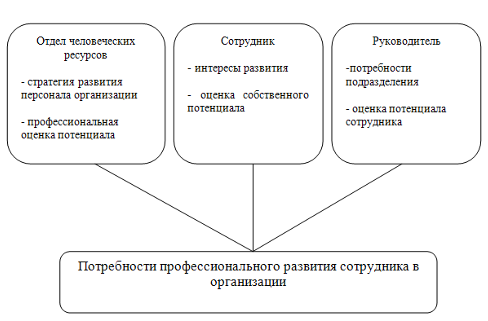 Отдел человеческих
ресурсов
- стратегия развития
персонала организации
- профессиональная
оценка потенциала
Сотрудник
- интересы развития
- оценка собственного
потенциала
Руководитель
-потребности
подразделения
- оценка потенциала
сотрудника
Потребности профессионального развития сотрудника в
организации